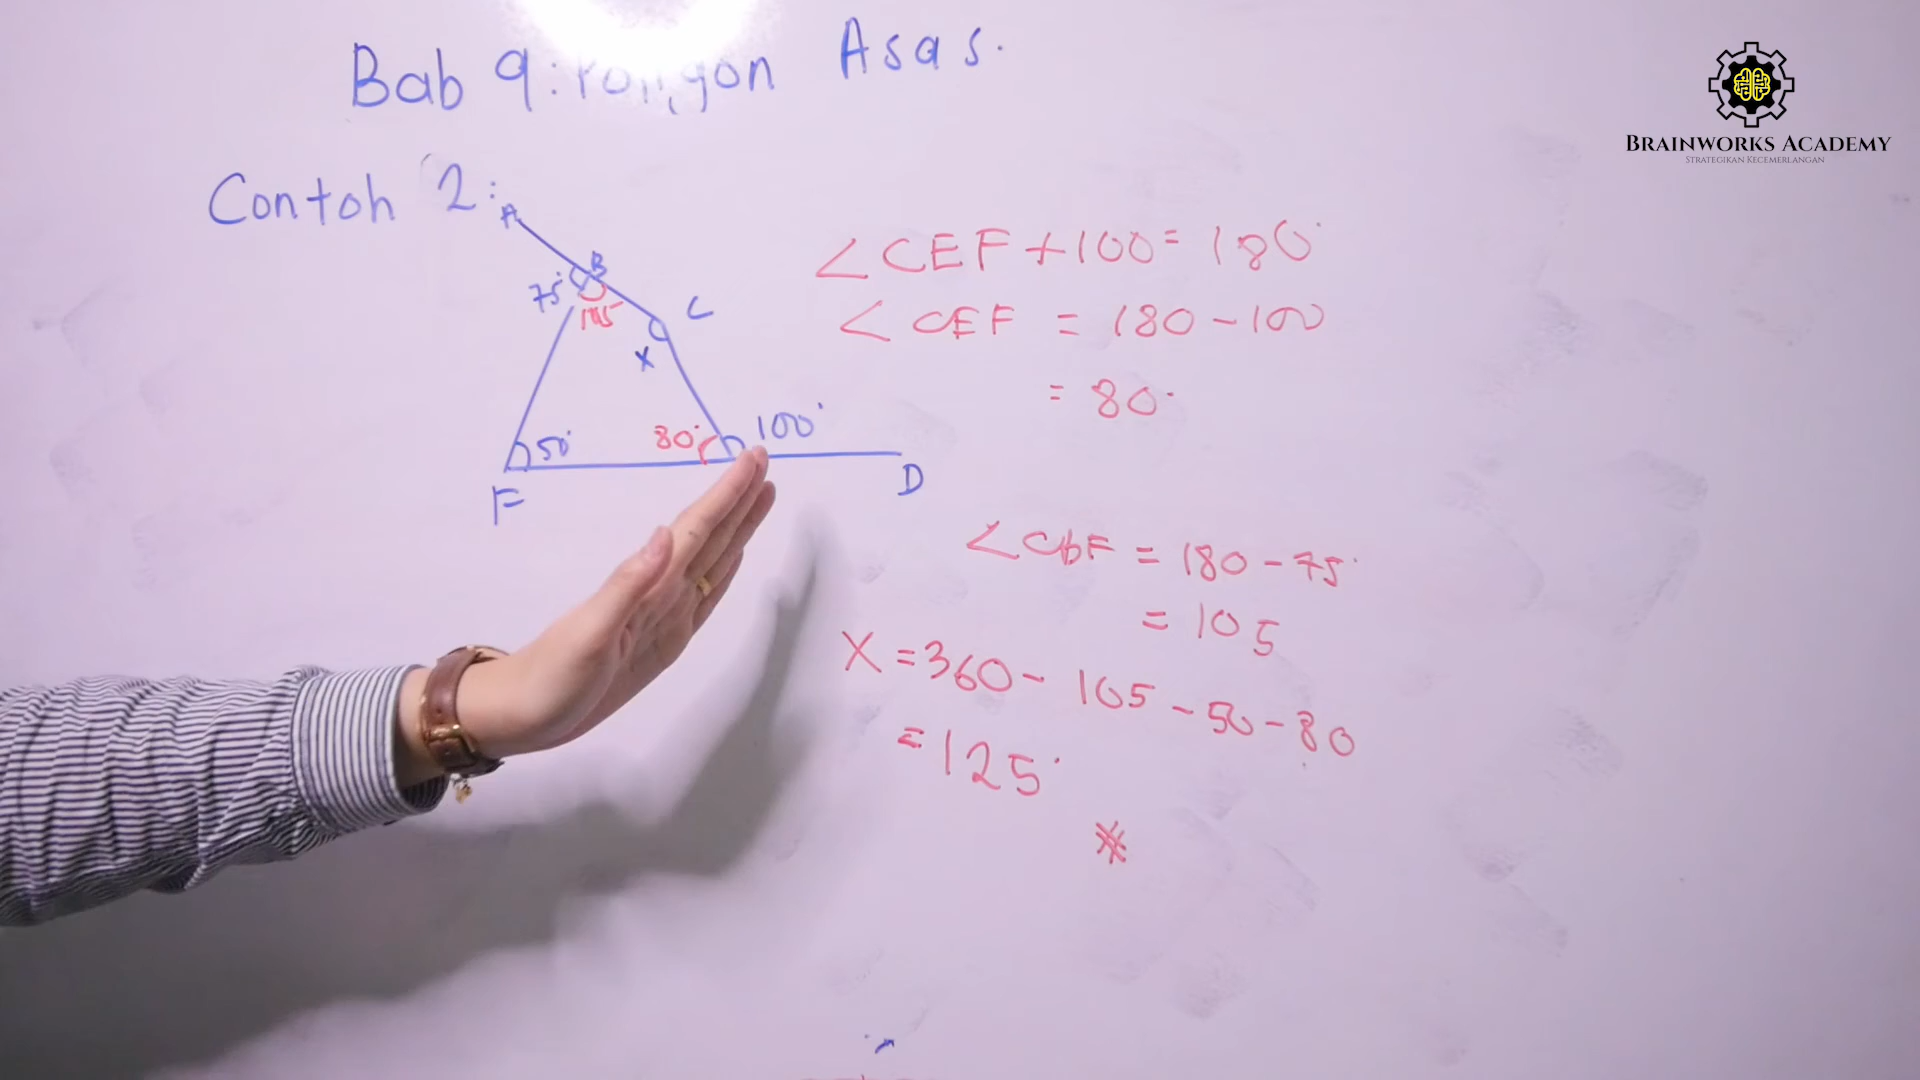 Bab 9: Poligon Asas.
BRAINWORKS ACADEMY
STRATEGIKAN KECEMERLANGAN
Contoh 2:
A
B
75°
105
C
x
50°
80°
100°
F
D
∠CEF + 100 = 180°
∠CEF = 180 - 100
= 80°
∠CBF = 180 - 75°
= 105
X = 360 - 105 - 50 - 80
= 125°